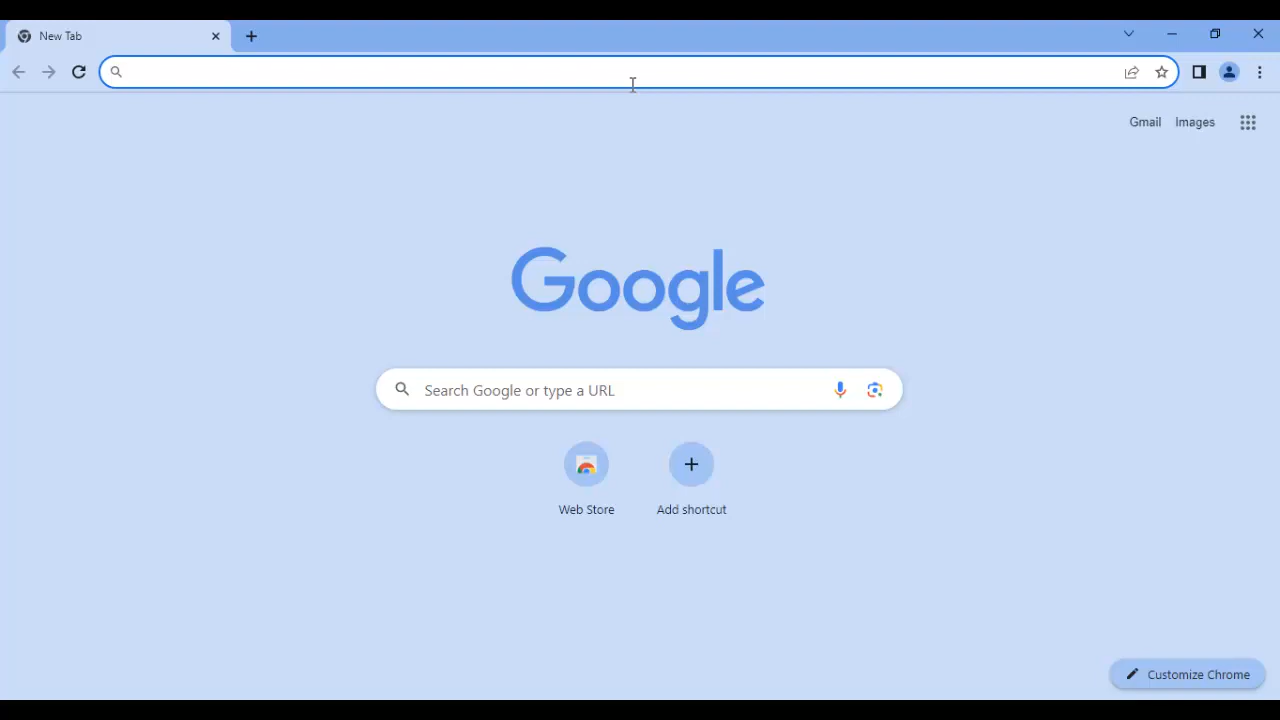 New Tab
Gmail Images
Google
Search Google or type a URL
Web Store Add shortcut
Customize Chrome